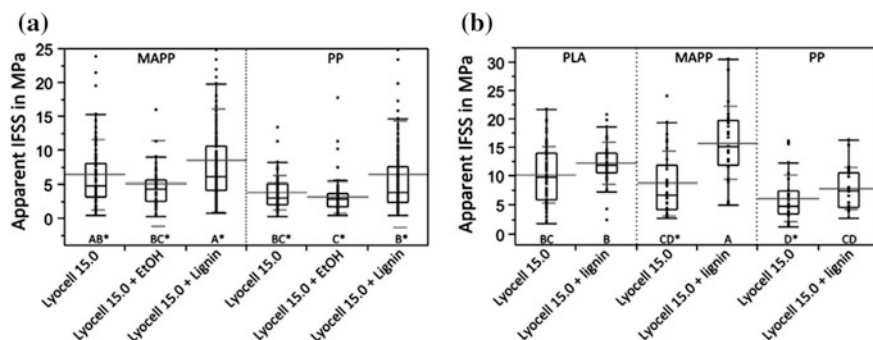 (a)
Apparent IFSS in MPa
25
20
15
10
5
0
MAPP
PP
AB*
BC*
A*
BC*
C*
B*
Lyocell 15.0
Lyocell 15.0 + EtOH
Lyocell 15.0 + Lignin
Lyocell 15.0
Lyocell 15.0 + EtOH
Lyocell 15.0 + Lignin
(b)
Apparent IFSS in MPa
30
25
20
15
10
5
0
PLA
MAPP
PP
BC
B
CD*
A
D*
CD
Lyocell 15.0
Lyocell 15.0 + lignin
Lyocell 15.0
Lyocell 15.0 + lignin
Lyocell 15.0
Lyocell 15.0 + lignin